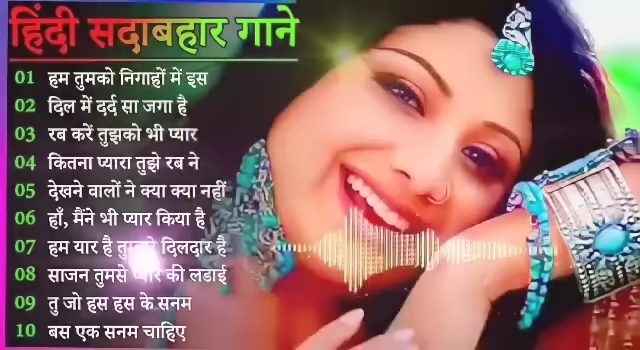 हिंदी सदाबहार गाने
01 हम तुमको निगाहों में इस
02 दिल में दर्द सा जगा है
03 रब करें तुझको भी प्यार
04 कितना प्यारा तुझे रब ने
05 देखने वालों ने क्या क्या नहीं
06 हाँ, मैंने भी प्यार किया है
07 हम यार है दिलदार है
08 साजन तुमसे की लडाई
09 तु जो हस हस के सनम
10 बस एक सनम चाहिए